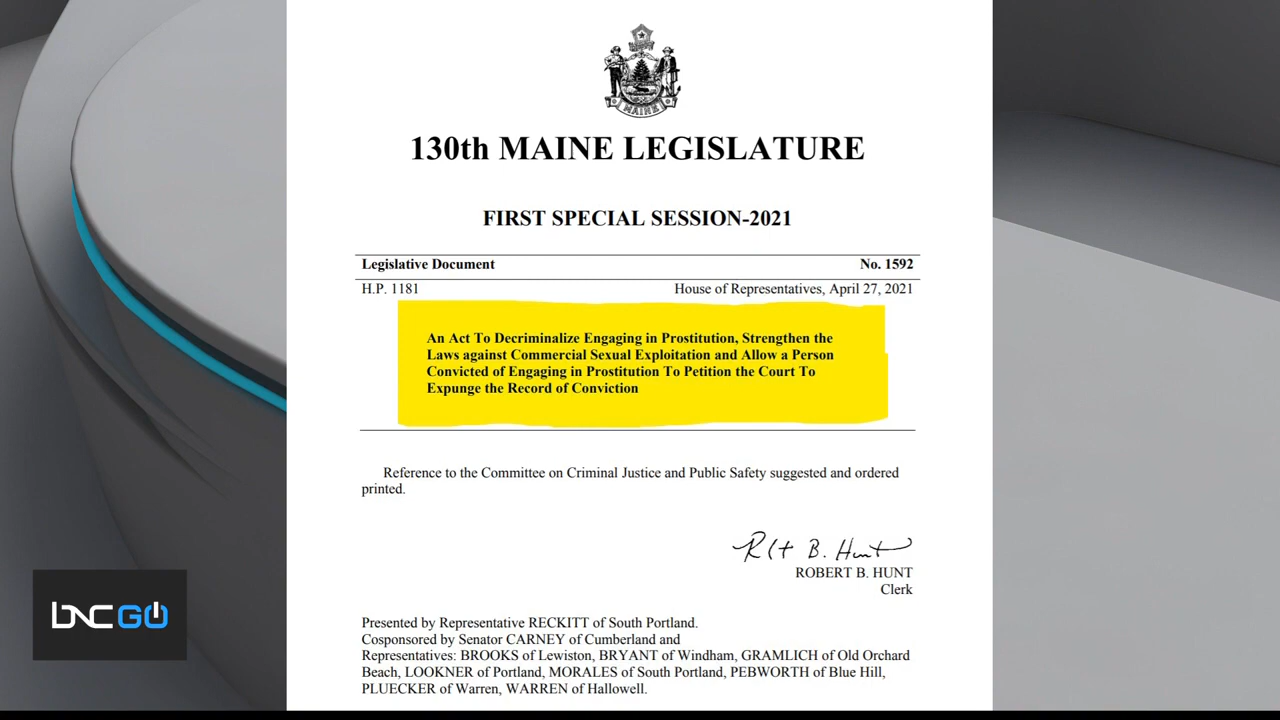 MAINE
130th MAINE LEGISLATURE
FIRST SPECIAL SESSION-2021
Legislative Document No. 1592
H.P. 1181 House of Representatives, April 27, 2021
An Act To Decriminalize Engaging in Prostitution, Strengthen the
Laws against Commercial Sexual Exploitation and Allow a Person
Convicted of Engaging in Prostitution To Petition the Court To
Expunge the Record of Conviction
Reference to the Committee on Criminal Justice and Public Safety suggested and ordered
printed.
R(t B. Hunt
ROBERT B. HUNT
Clerk
Presented by Representative RECKITT of South Portland.
Cosponsored by Senator CARNEY of Cumberland and
Representatives: BROOKS of Lewiston, BRYANT of Windham, GRAMLICH of Old Orchard
Beach, LOOKNER of Portland, MORALES of South Portland, PEBWORTH of Blue Hill,
PLUECKER of Warren, WARREN of Hallowell.
bNC GO